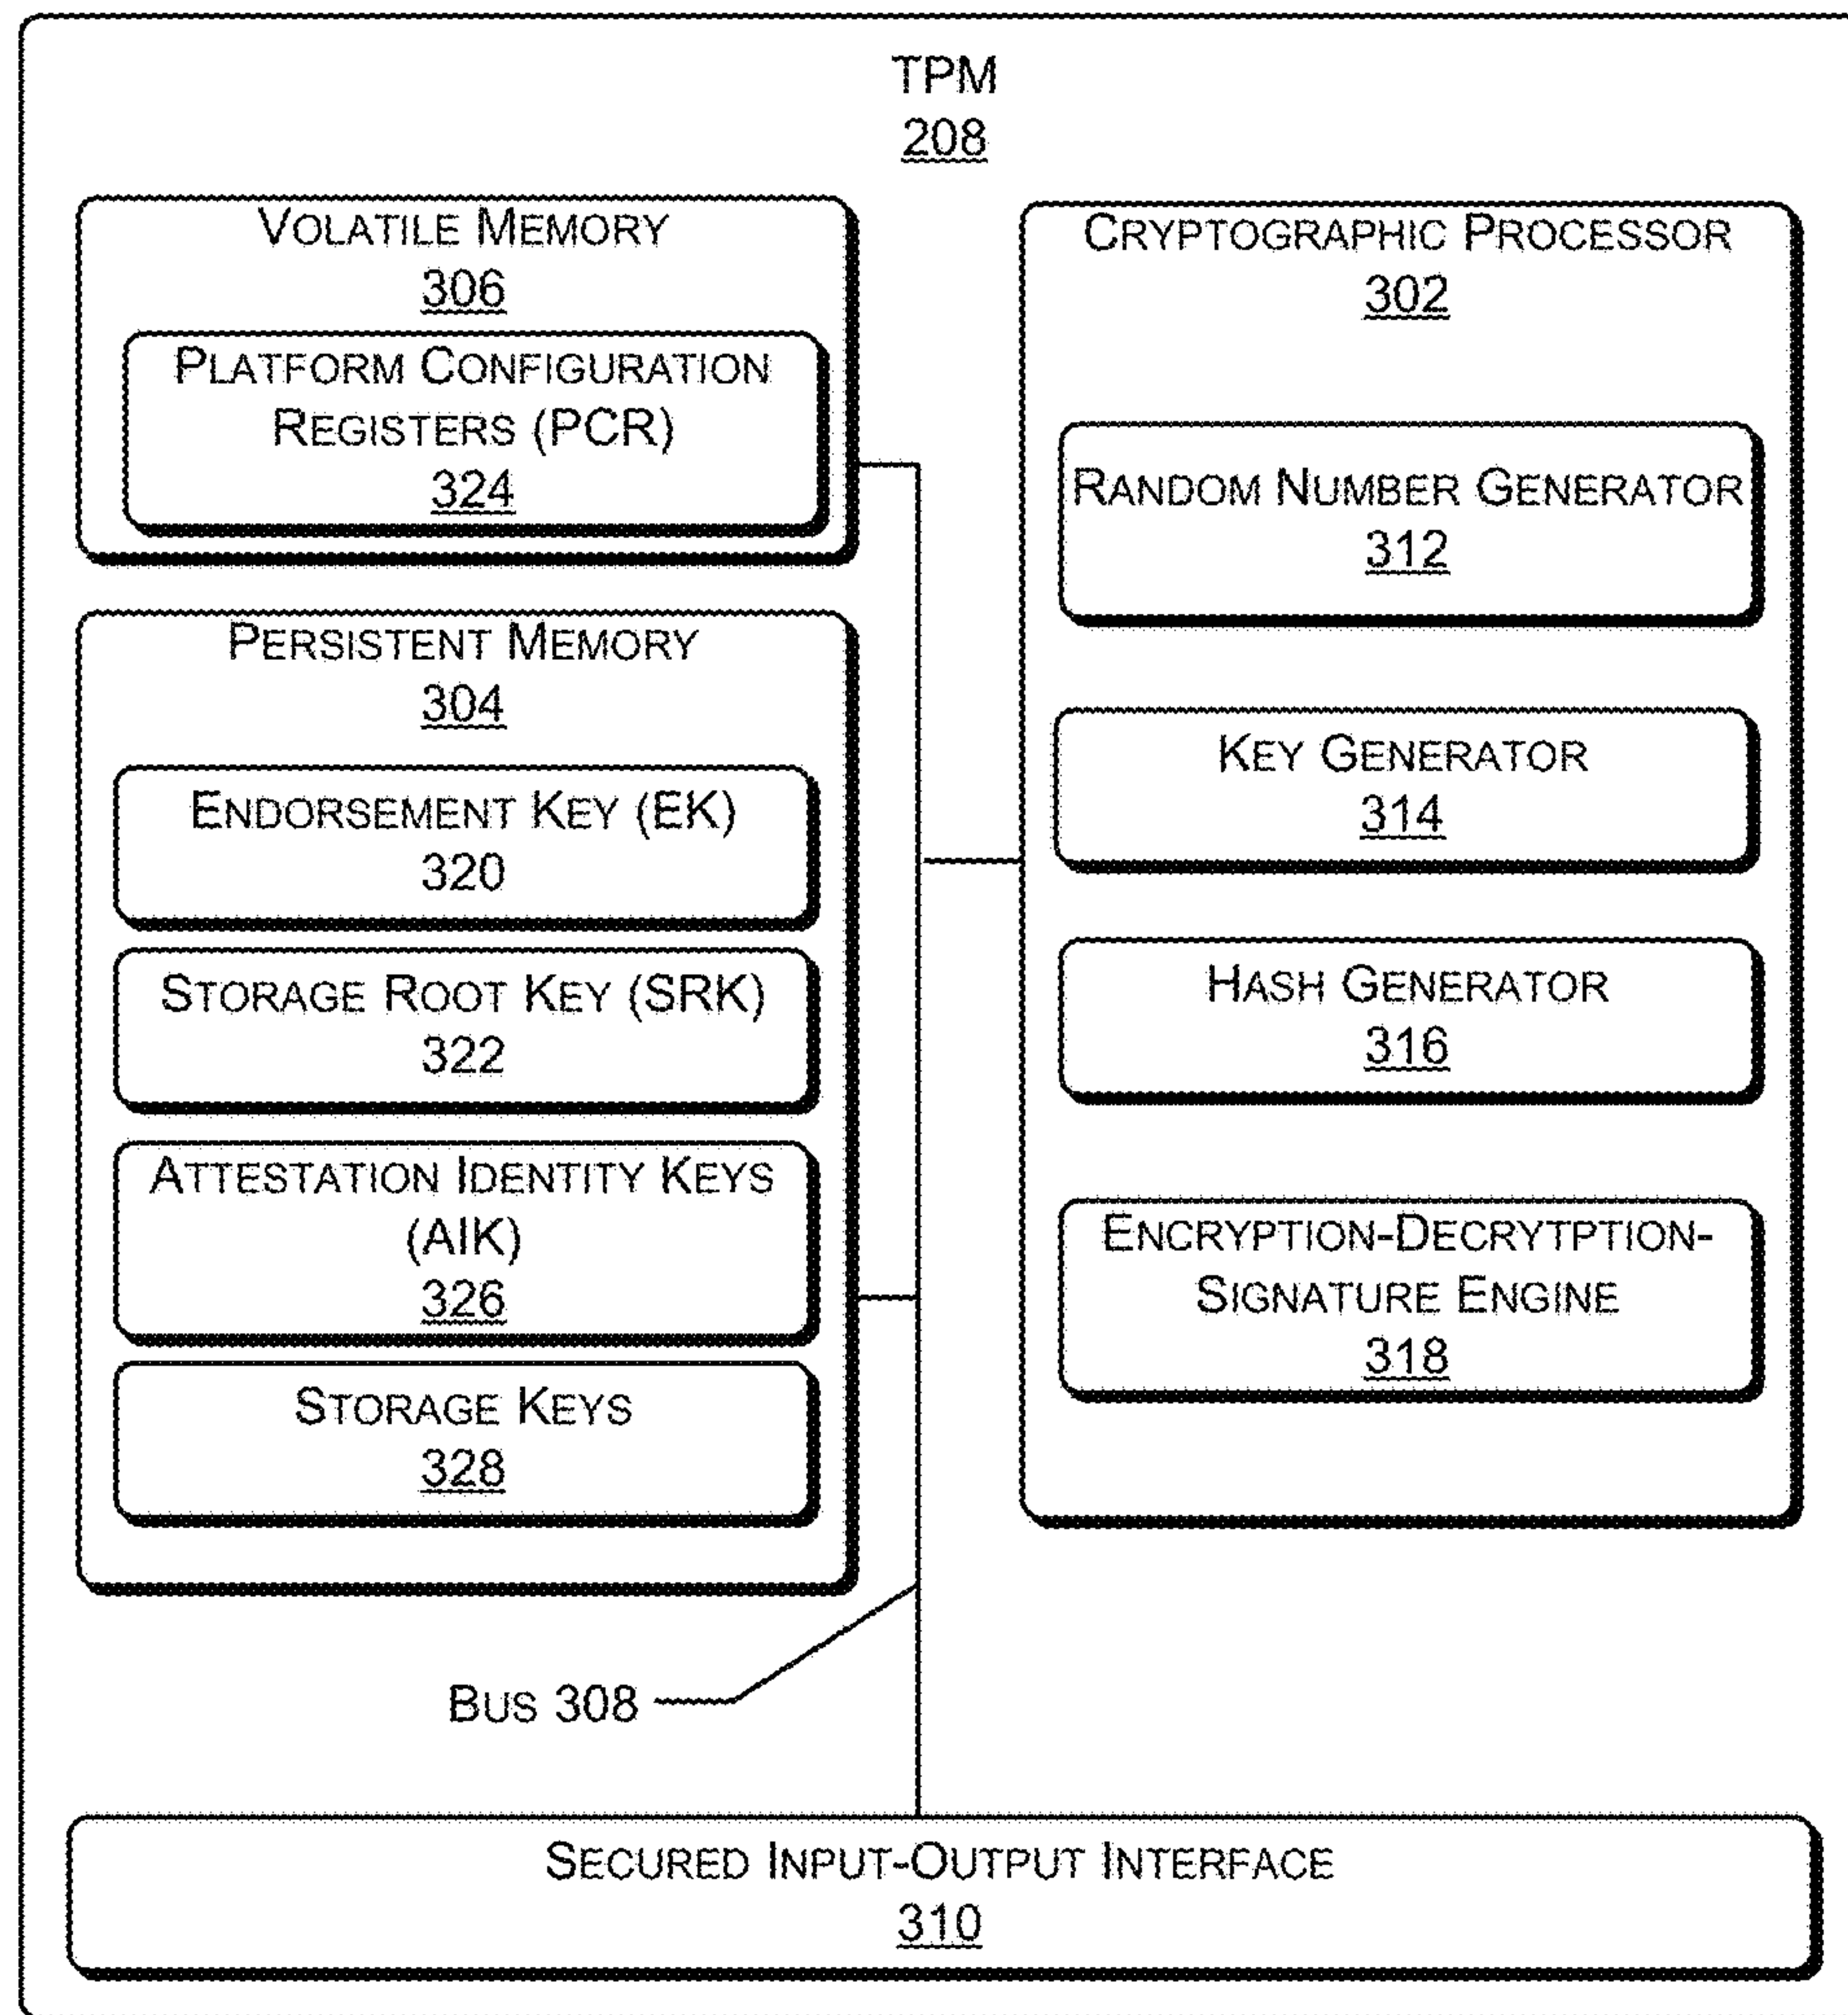 TPM
208
VOLATILE MEMORY
306
PLATFORM CONFIGURATION
REGISTERS (PCR)
324
PERSISTENT MEMORY
304
ENDORSEMENT KEY (EK)
320
STORAGE ROOT KEY (SRK)
322
ATTESTATION IDENTITY KEYS
(AIK)
326
STORAGE KEYS
328
CRYPTOGRAPHIC PROCESSOR
302
RANDOM NUMBER GENERATOR
312
KEY GENERATOR
314
HASH GENERATOR
316
ENCRYPTION-DECRYTPTION-
SIGNATURE ENGINE
318
BUS 308
SECURED INPUT-OUTPUT INTERFACE
310